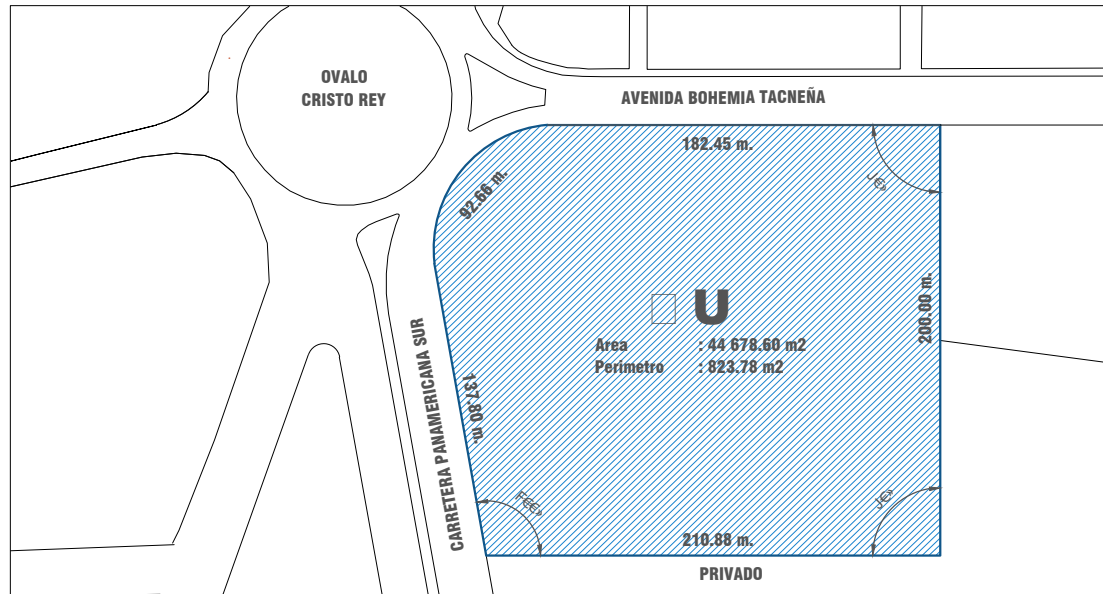 OVALO
CRISTO REY
AVENIDA BOHEMIA TACNEÑA
182.45 m.
92.66 m.
200.00 m.
U
Area : 44 678.60 m2
Perimetro : 823.78 m2
CARRETERA PANAMERICANA SUR
137.80 m.
210.88 m.
PRIVADO